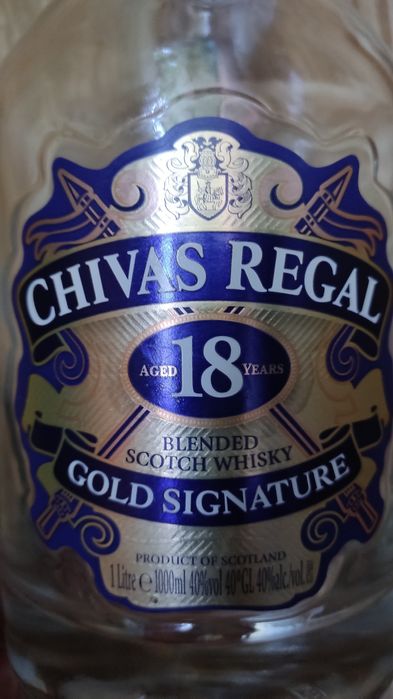 CHIVAS REGAL
AGED 18 YEARS
BLENDED
SCOTCH WHISKY
GOLD SIGNATURE
PRODUCT OF SCOTLAND
1 Litre ℮ 1000ml 40%vol 40°GL 40%alc./vol.